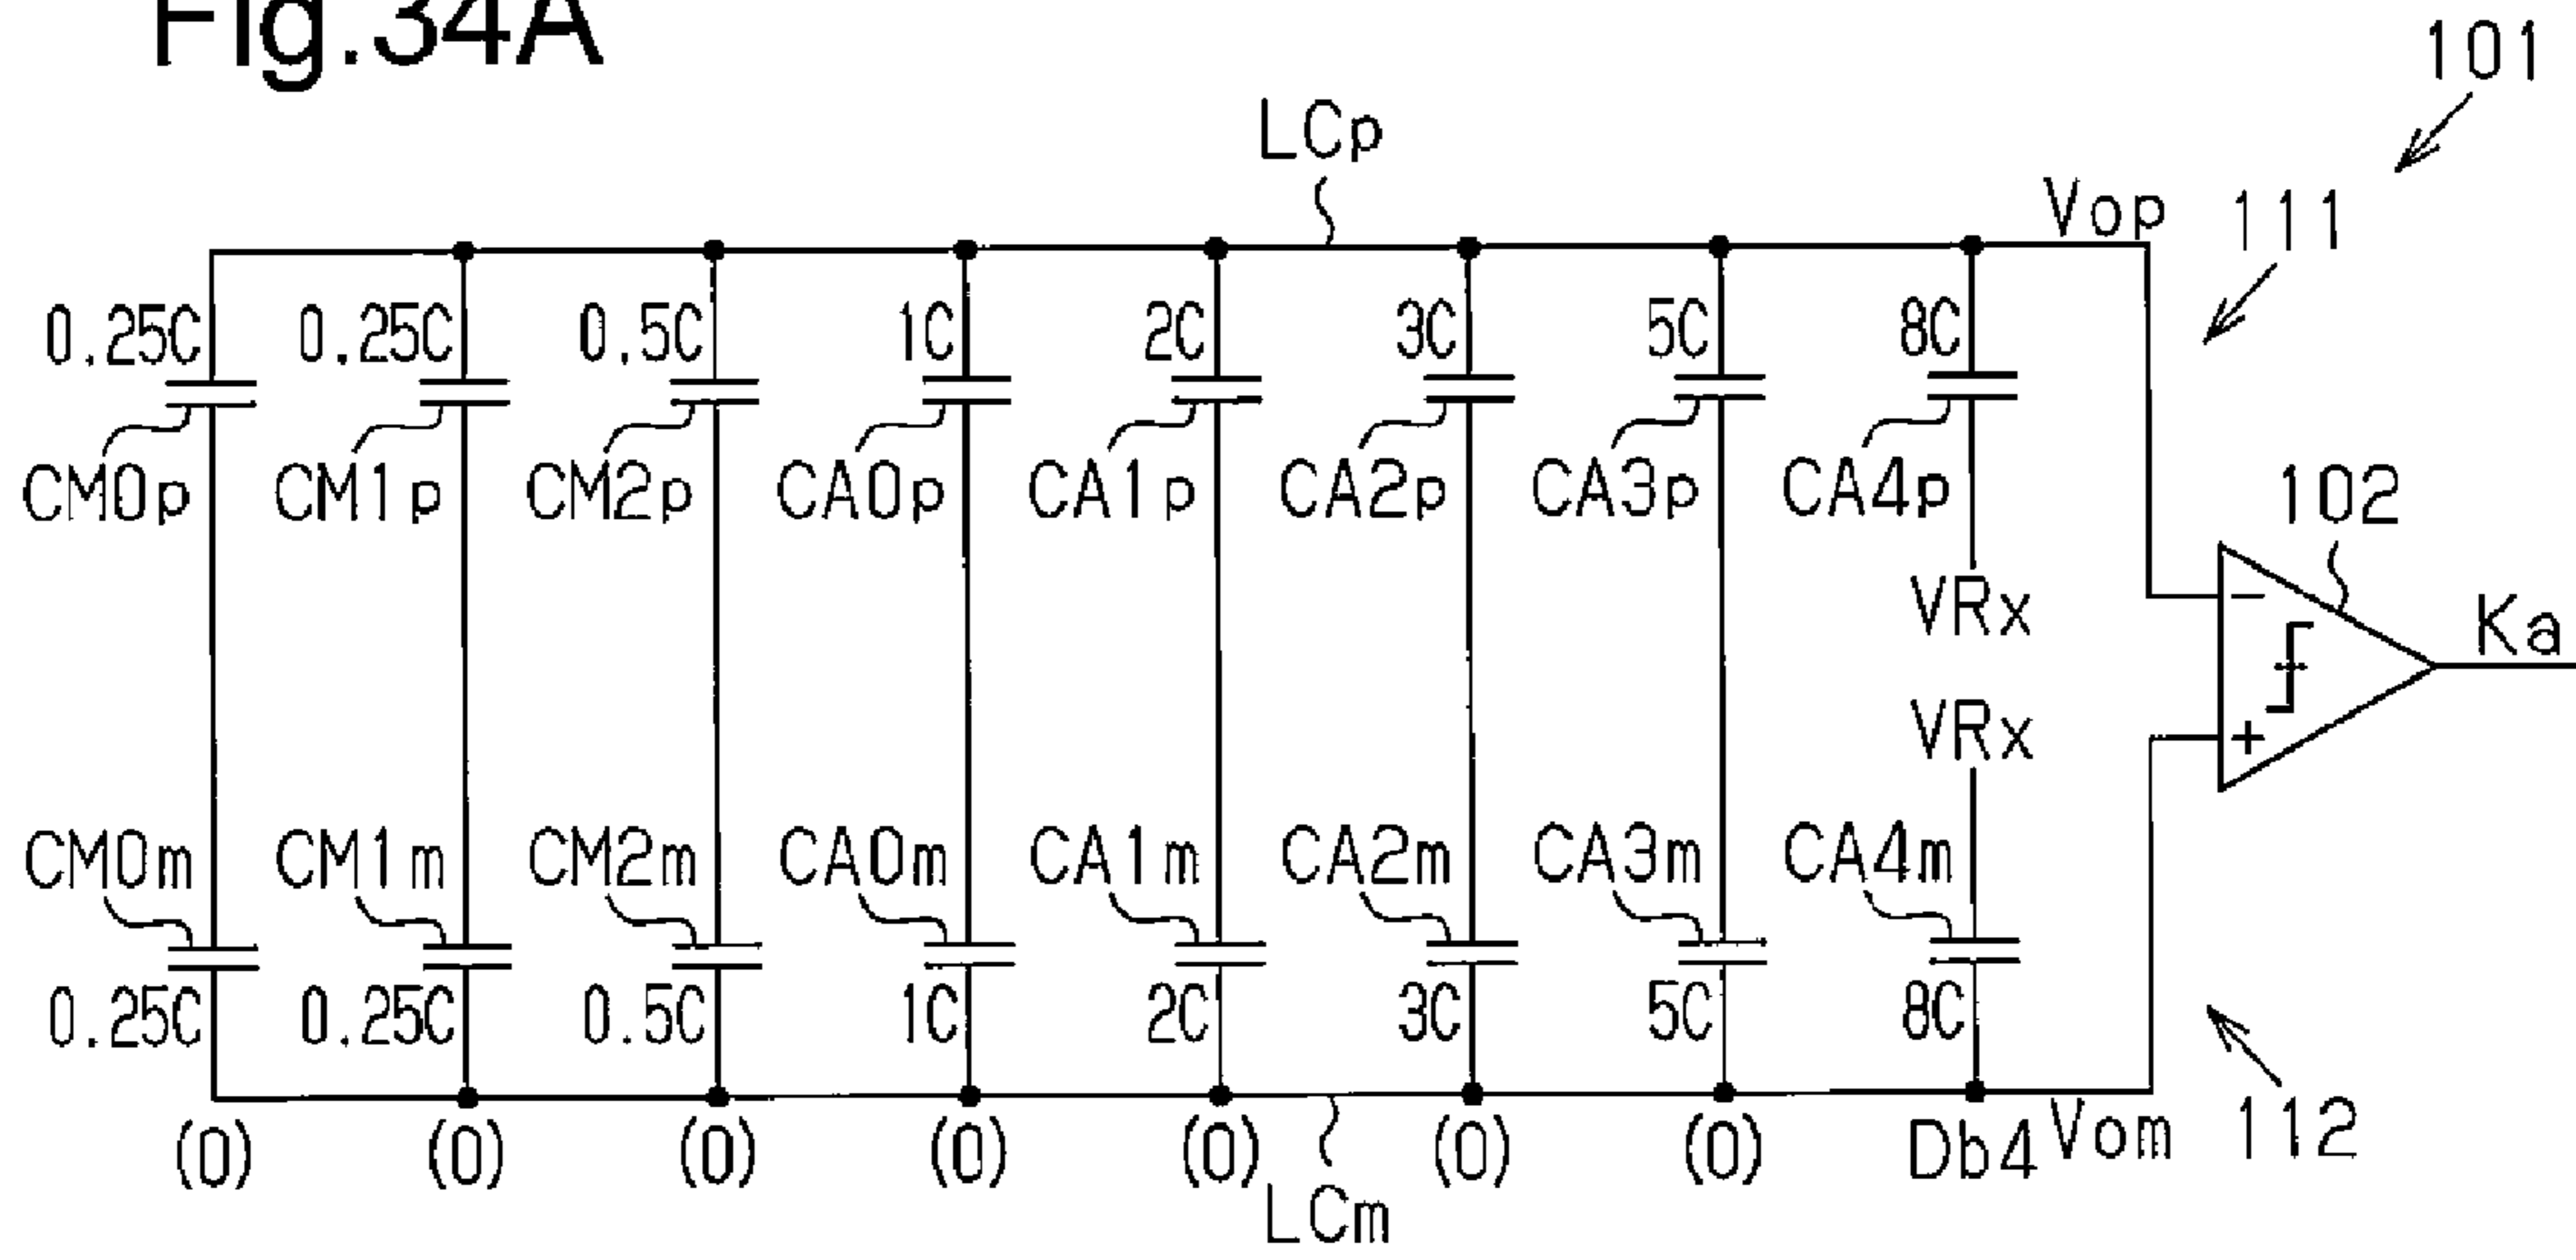 Fig.34A
101
LCp
Vop
111
0.25C 0.25C 0.5C 1C 2C 3C 5C 8C
CM0p CM1p CM2p CA0p CA1p CA2p CA3p CA4p
102
VRx
−
Ka
VRx
+
CM0m CM1m CM2m CA0m CA1m CA2m CA3m CA4m
0.25C 0.25C 0.5C 1C 2C 3C 5C 8C
(0) (0) (0) (0) (0) (0) (0) Db4 Vom 112
LCm